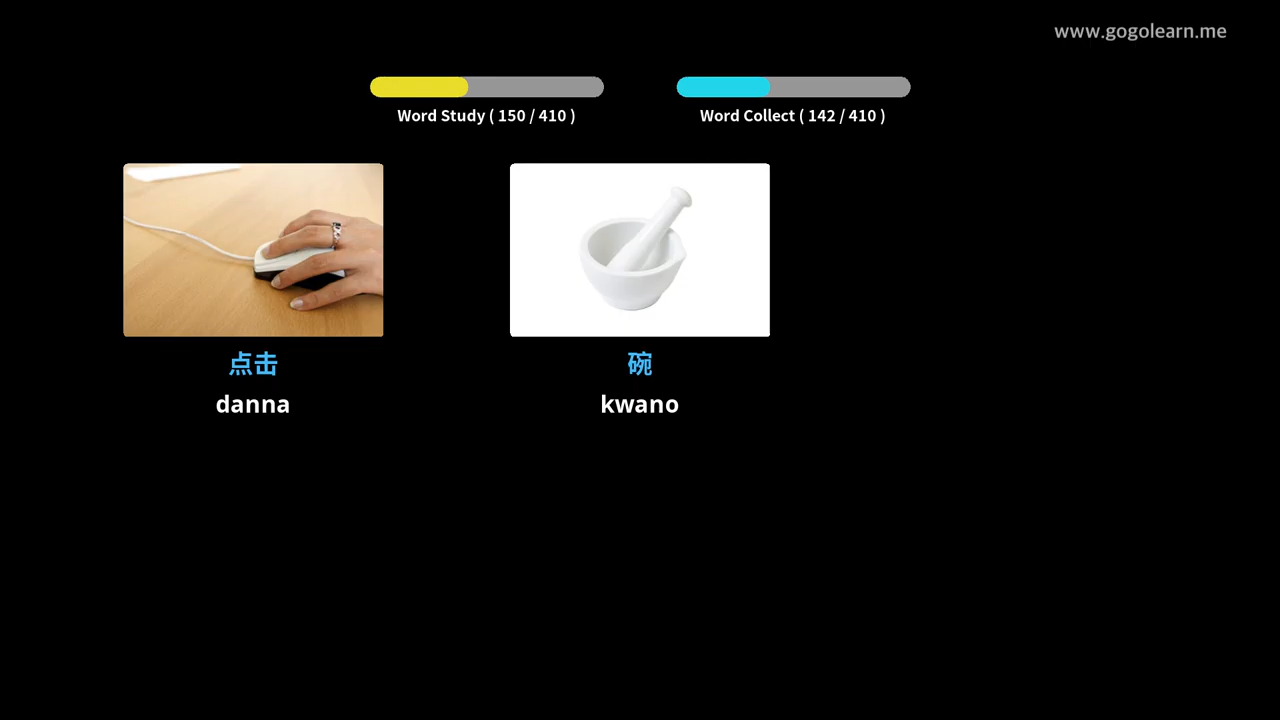 www.gogolearn.me
Word Study ( 150 / 410 )
Word Collect ( 142 / 410 )
点击
碗
danna
kwano